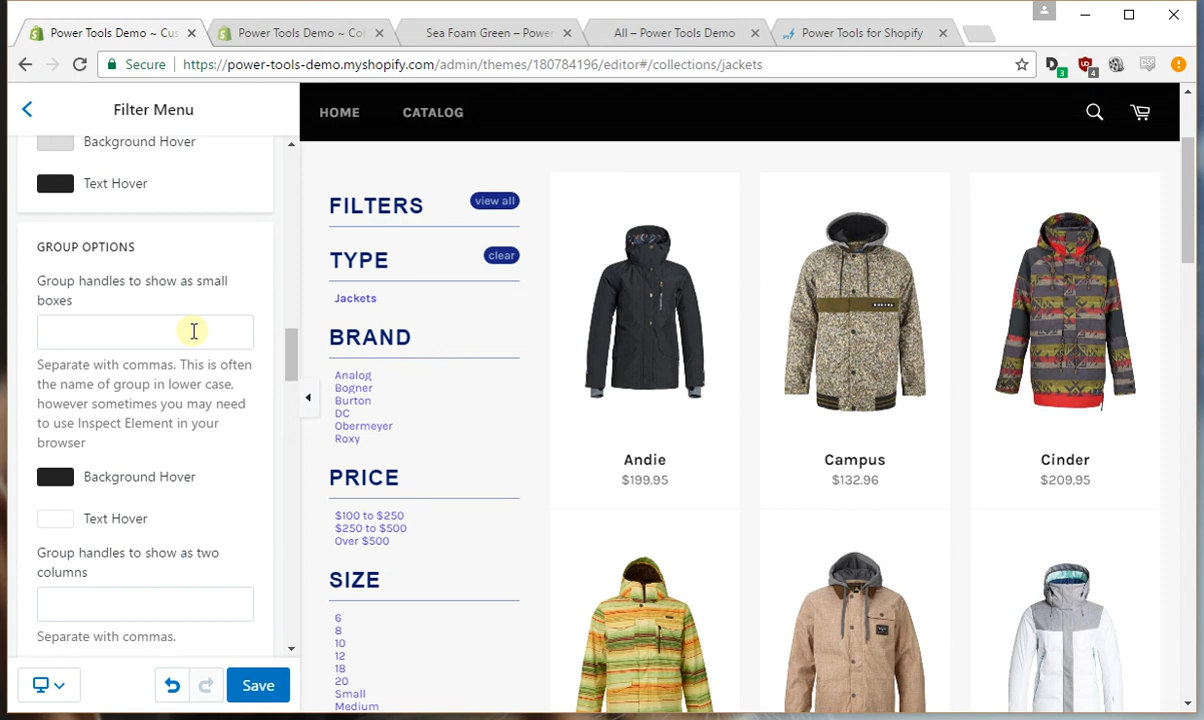 Power Tools Demo ~ Cus
Power Tools Demo ~ Col
Sea Foam Green – Power
All – Power Tools Demo
Power Tools for Shopify
Secure
https://power-tools-demo.myshopify.com/admin/themes/180784196/editor#/collections/jackets
3
4
Filter Menu
Background Hover
Text Hover
GROUP OPTIONS
Group handles to show as small
boxes
Separate with commas. This is often
the name of group in lower case,
however sometimes you may need
to use Inspect Element in your
browser
Background Hover
Text Hover
Group handles to show as two
columns
Separate with commas.
Save
HOME CATALOG
FILTERS view all
TYPE clear
Jackets
BRAND
Analog
Bogner
Burton
DC
Obermeyer
Roxy
PRICE
$100 to $250
$250 to $500
Over $500
SIZE
6
8
10
12
18
20
Small
Medium
Andie
$199.95
Campus
$132.96
Cinder
$209.95